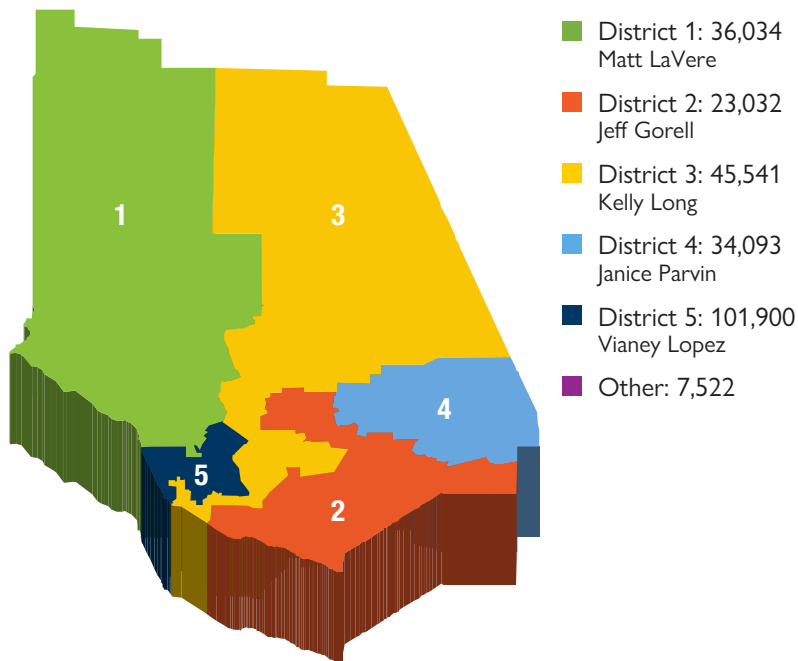 District 1: 36,034
Matt LaVere
District 2: 23,032
Jeff Gorell
District 3: 45,541
Kelly Long
District 4: 34,093
Janice Parvin
District 5: 101,900
Vianey Lopez
Other: 7,522
1
3
4
5
2